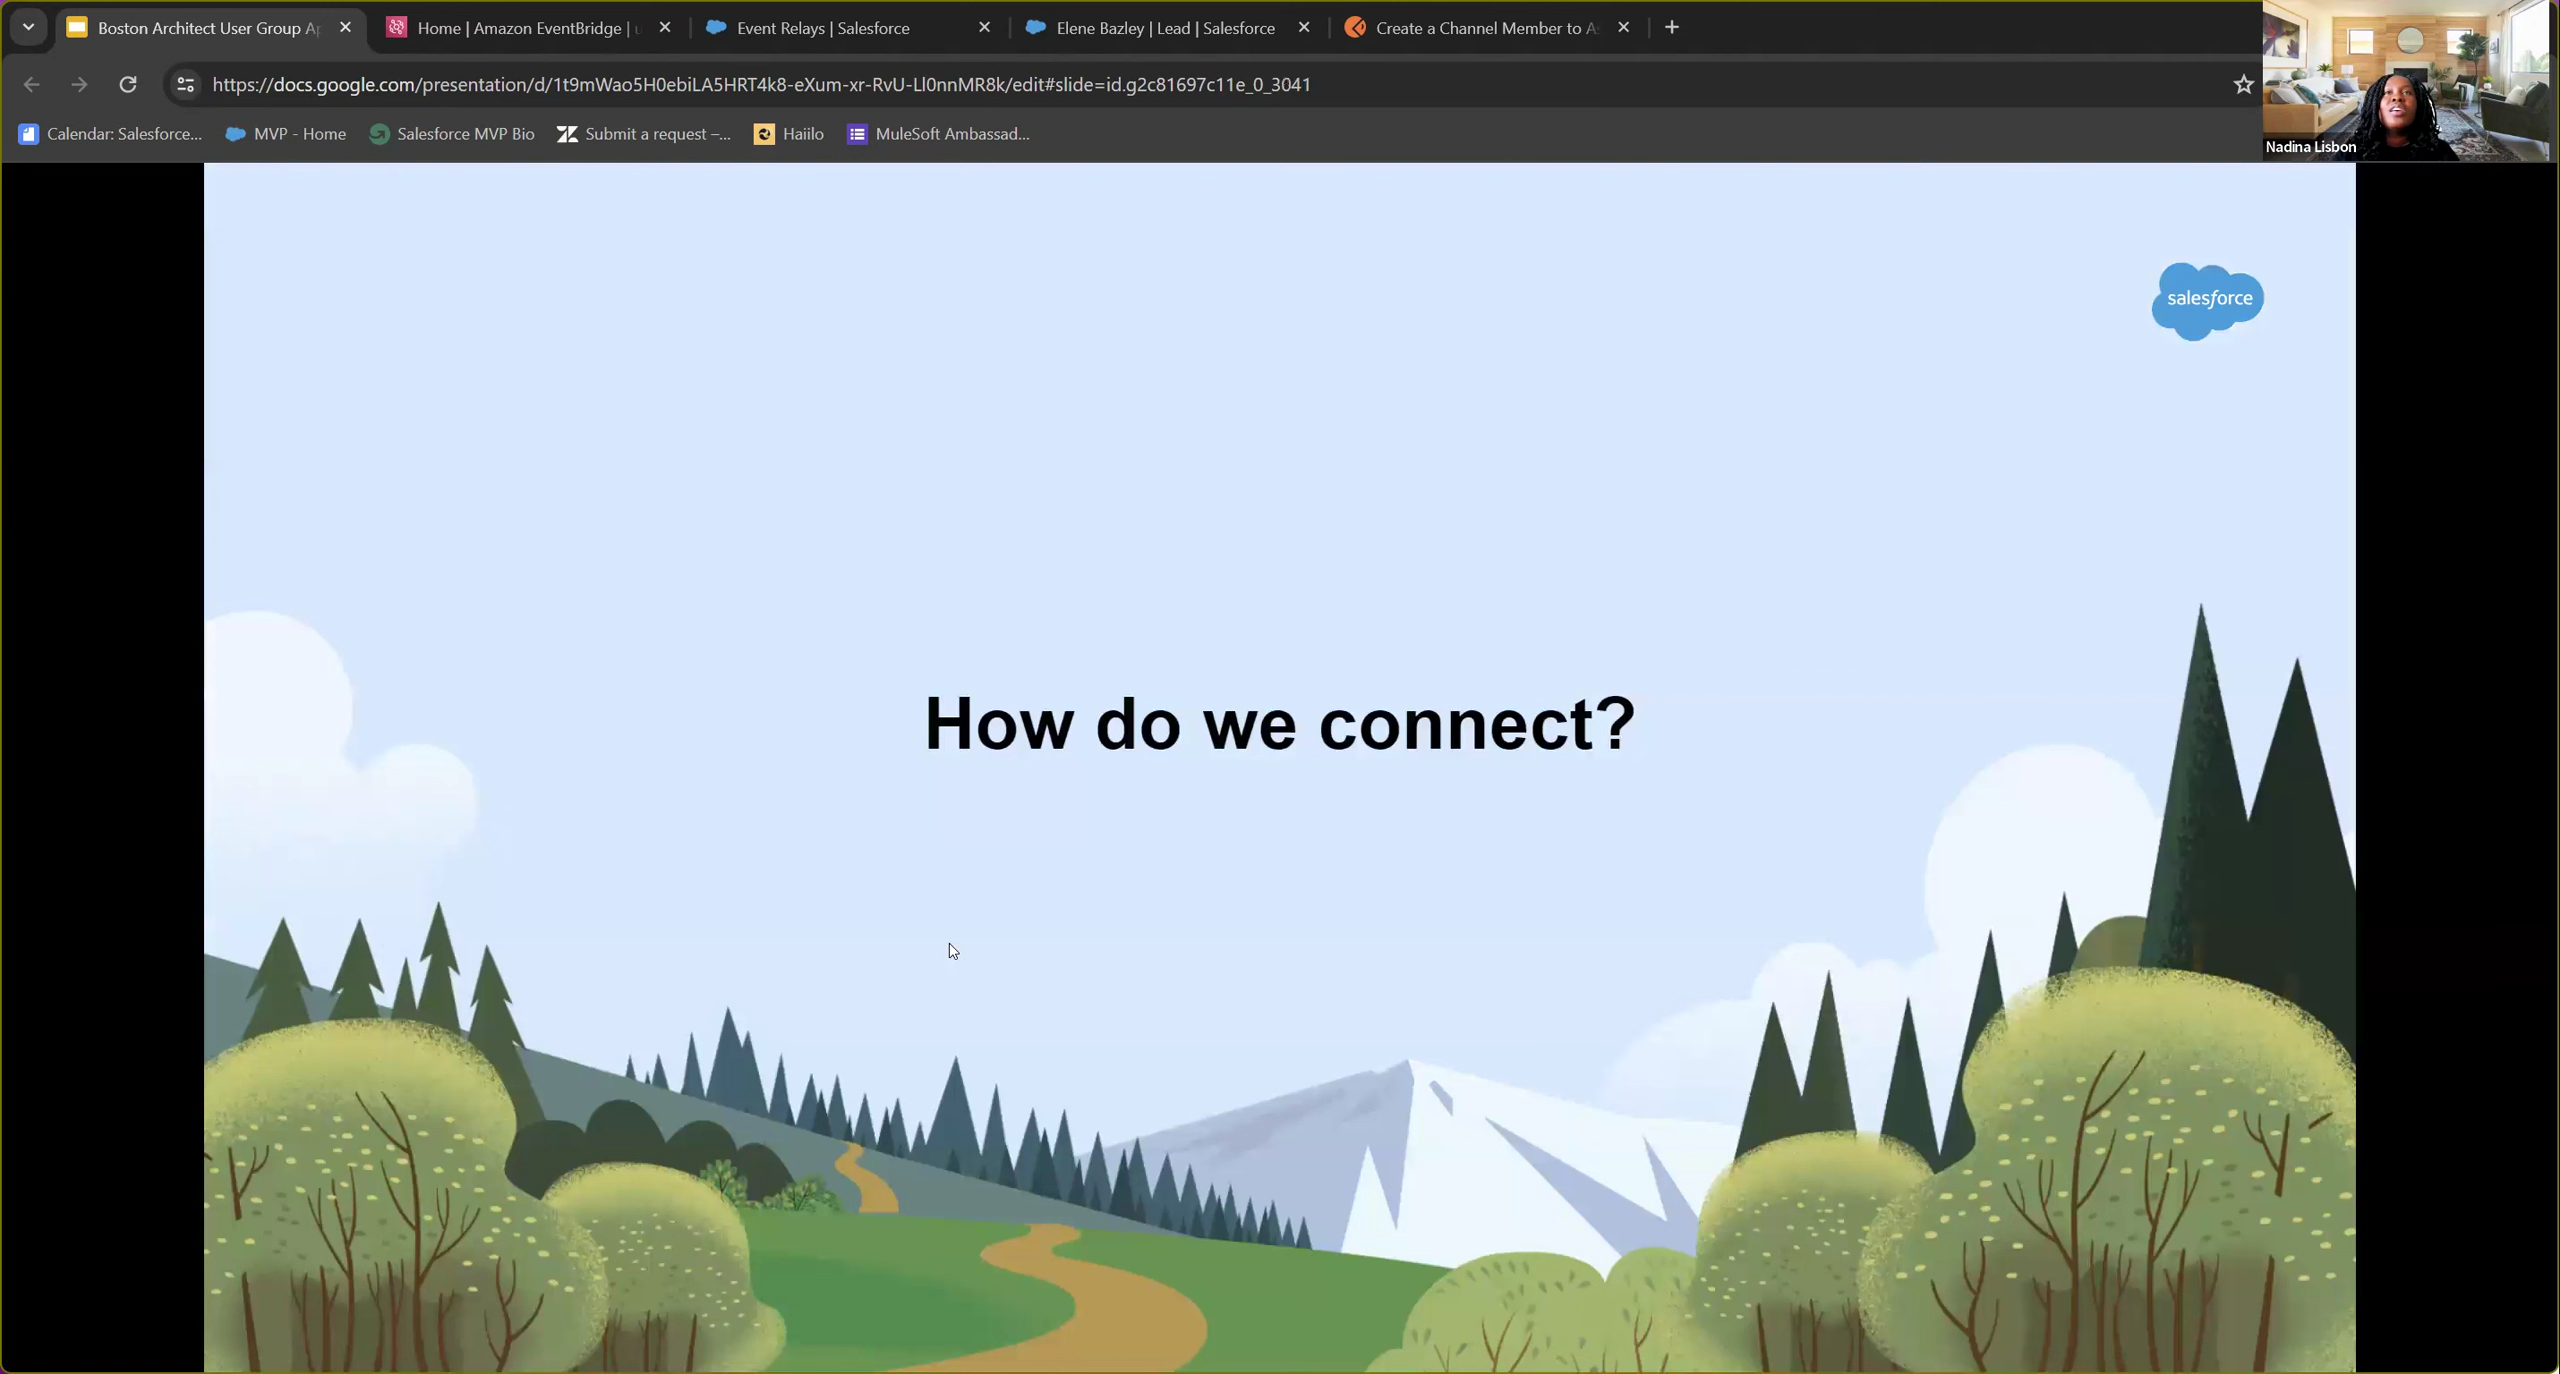 Boston Architect User Group Ap
Home | Amazon EventBridge | u
Event Relays | Salesforce
Elene Bazley | Lead | Salesforce
Create a Channel Member to As
https://docs.google.com/presentation/d/1t9mWao5H0ebiLA5HRT4k8-eXum-xr-RvU-Ll0nnMR8k/edit#slide=id.g2c81697c11e_0_3041
Calendar: Salesforce...
MVP - Home
Salesforce MVP Bio
Submit a request –...
Haiilo
MuleSoft Ambassad...
Nadina Lisbon
salesforce
How do we connect?